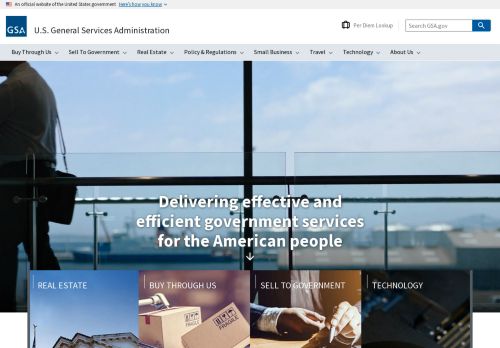 An official website of the United States government Here's how you know
GSA
U.S. General Services Administration
Per Diem Lookup
Search GSA.gov
Buy Through Us Sell To Government Real Estate Policy & Regulations Small Business Travel Technology About Us
Delivering effective and
efficient government services
for the American people
REAL ESTATE
BUY THROUGH US
SELL TO GOVERNMENT
TECHNOLOGY
FRAGILE
FRAGILE